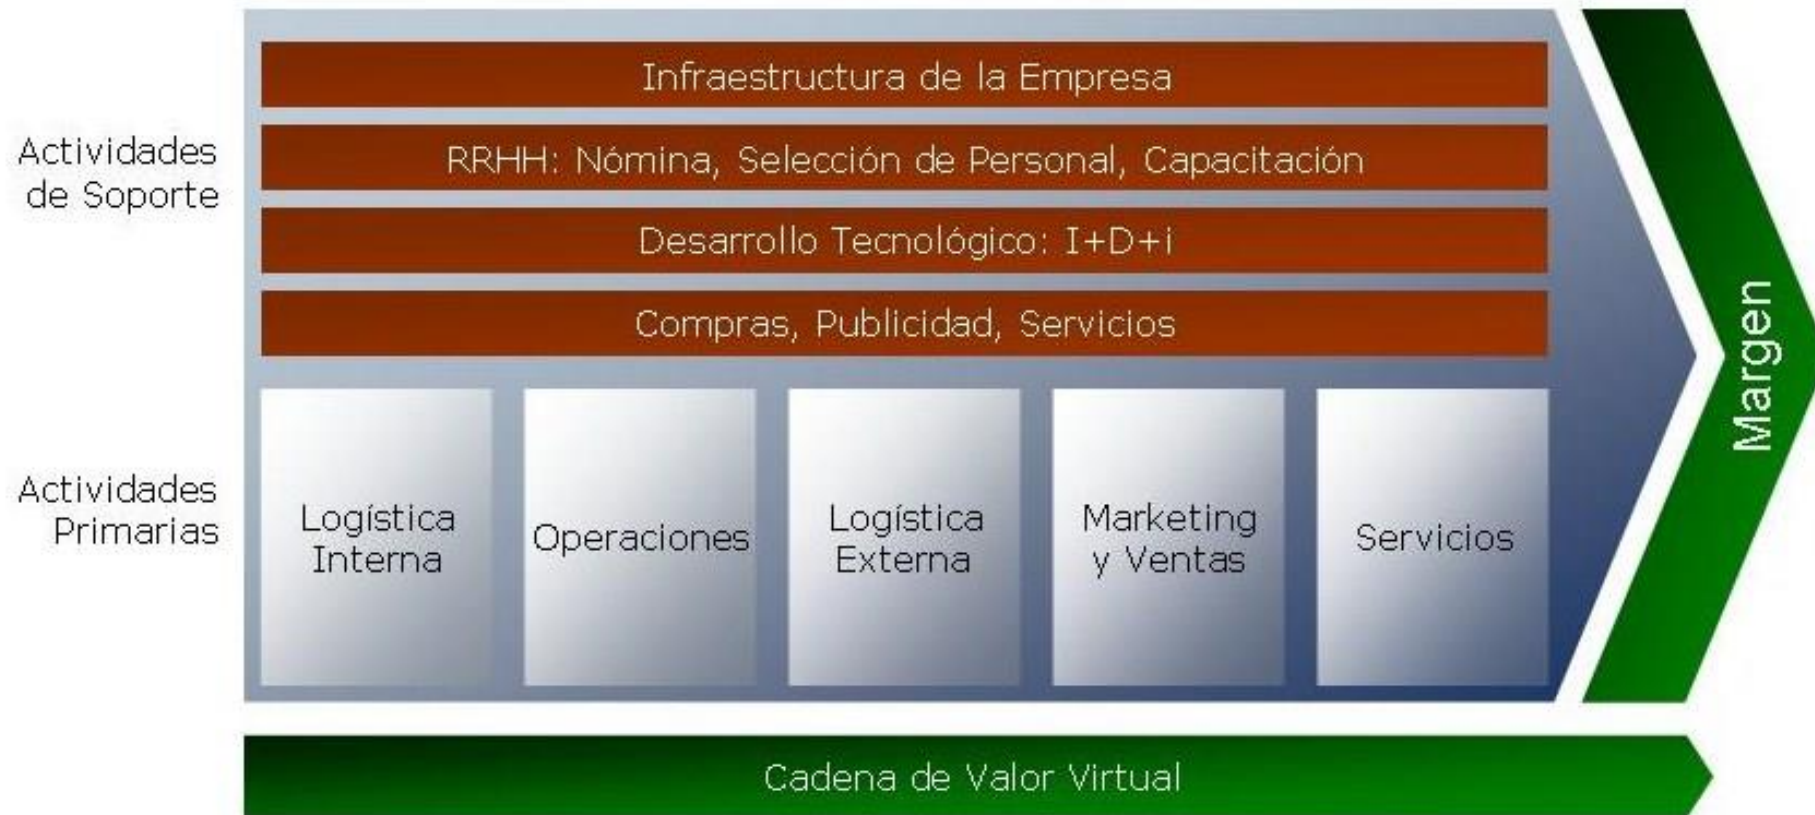 Infraestructura de la Empresa
Actividades
de Soporte
RRHH: Nómina, Selección de Personal, Capacitación
Desarrollo Tecnológico: I+D+i
Compras, Publicidad, Servicios
Margen
Actividades
Primarias
Logística
Interna
Operaciones
Logística
Externa
Marketing
y Ventas
Servicios
Cadena de Valor Virtual